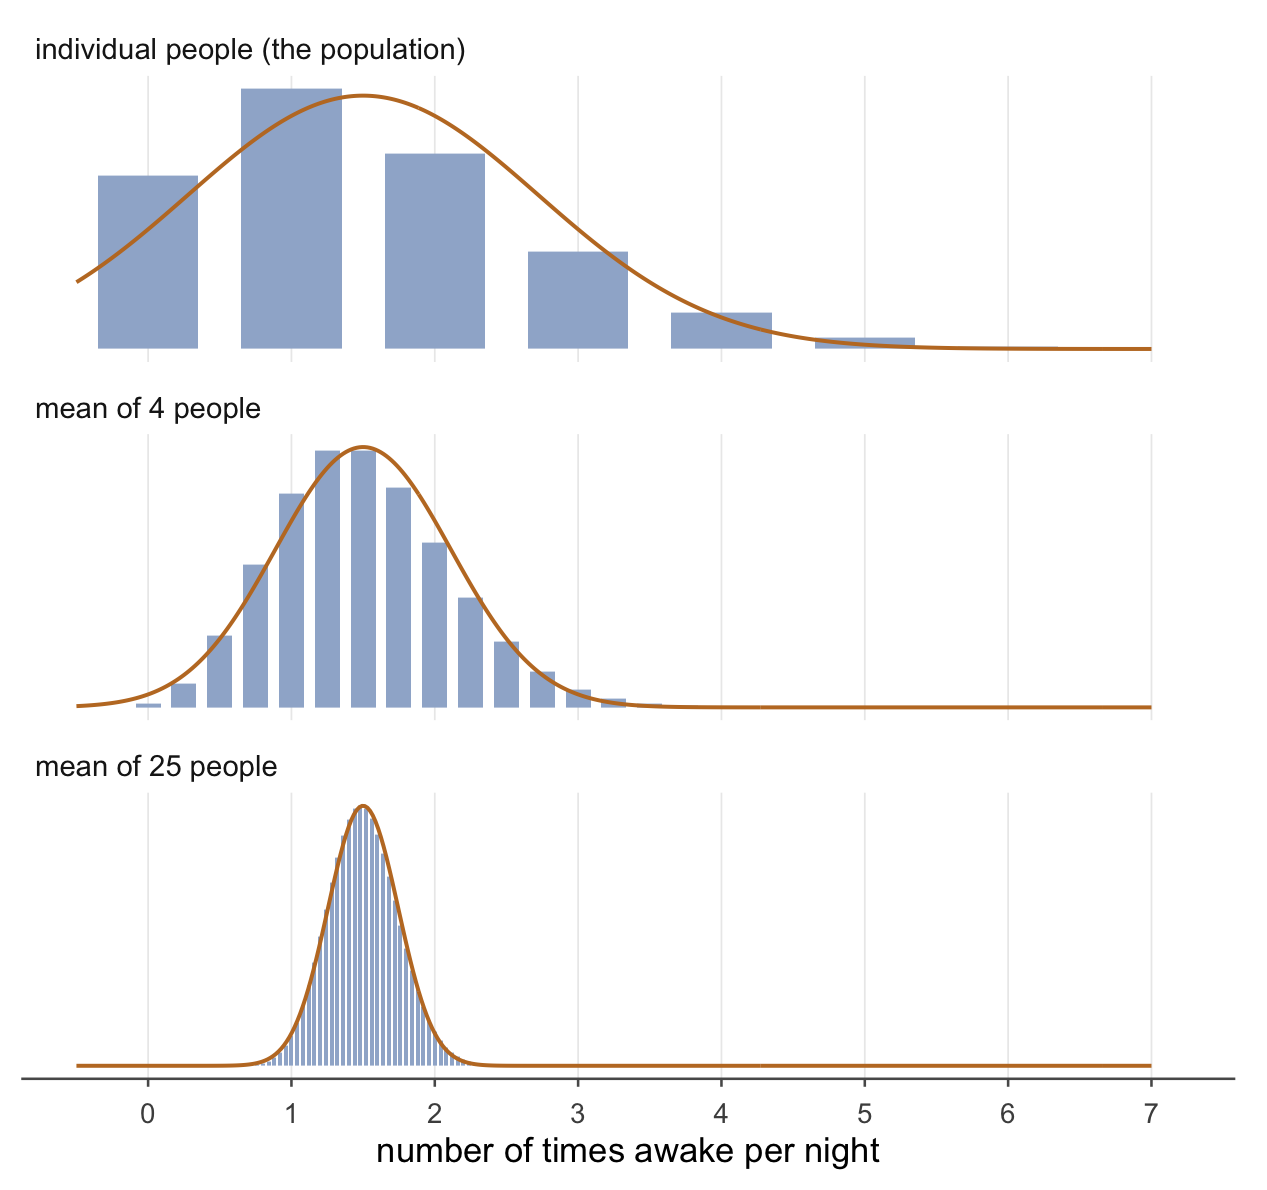 individual people (the population)
mean of 4 people
mean of 25 people
0 1 2 3 4 5 6 7
number of times awake per night